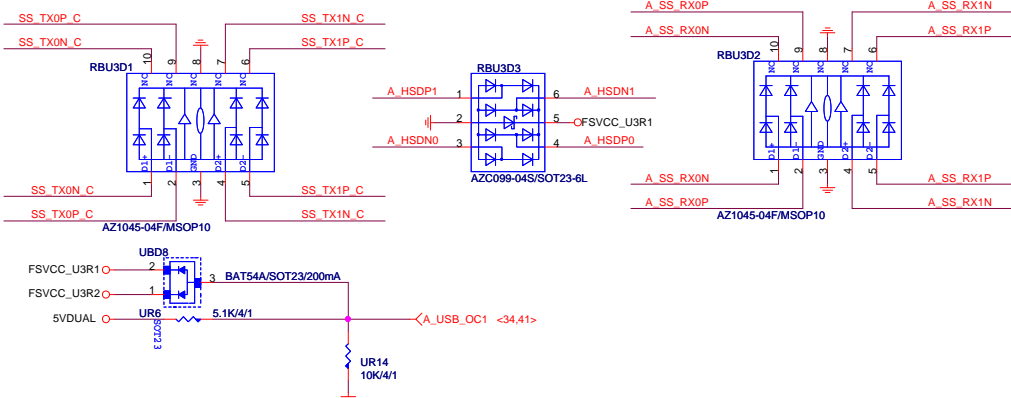 SS_TX0P_C
SS_TX0N_C
SS_TX1N_C
SS_TX1P_C
RBU3D1
10 9 8 7 6
NC NC NC NC
D1+ D1- GND D2+ D2-
1 2 3 4 5
SS_TX0N_C
SS_TX0P_C
SS_TX1P_C
SS_TX1N_C
AZ1045-04F/MSOP10
RBU3D3
A_HSDP1 1 6 A_HSDN1
2 5 FSVCC_U3R1
A_HSDN0 3 4 A_HSDP0
AZC099-04S/SOT23-6L
A_SS_RX0P
A_SS_RX0N
A_SS_RX1N
A_SS_RX1P
RBU3D2
10 9 8 7 6
NC NC NC NC
D1+ D1- GND D2+ D2-
1 2 3 4 5
A_SS_RX0N
A_SS_RX0P
A_SS_RX1P
A_SS_RX1N
AZ1045-04F/MSOP10
UBD8
FSVCC_U3R1 2
3 BAT54A/SOT23/200mA
FSVCC_U3R2 1
5VDUAL UR6 5.1K/4/1
SOT23
A_USB_OC1 <34,41>
UR14
10K/4/1